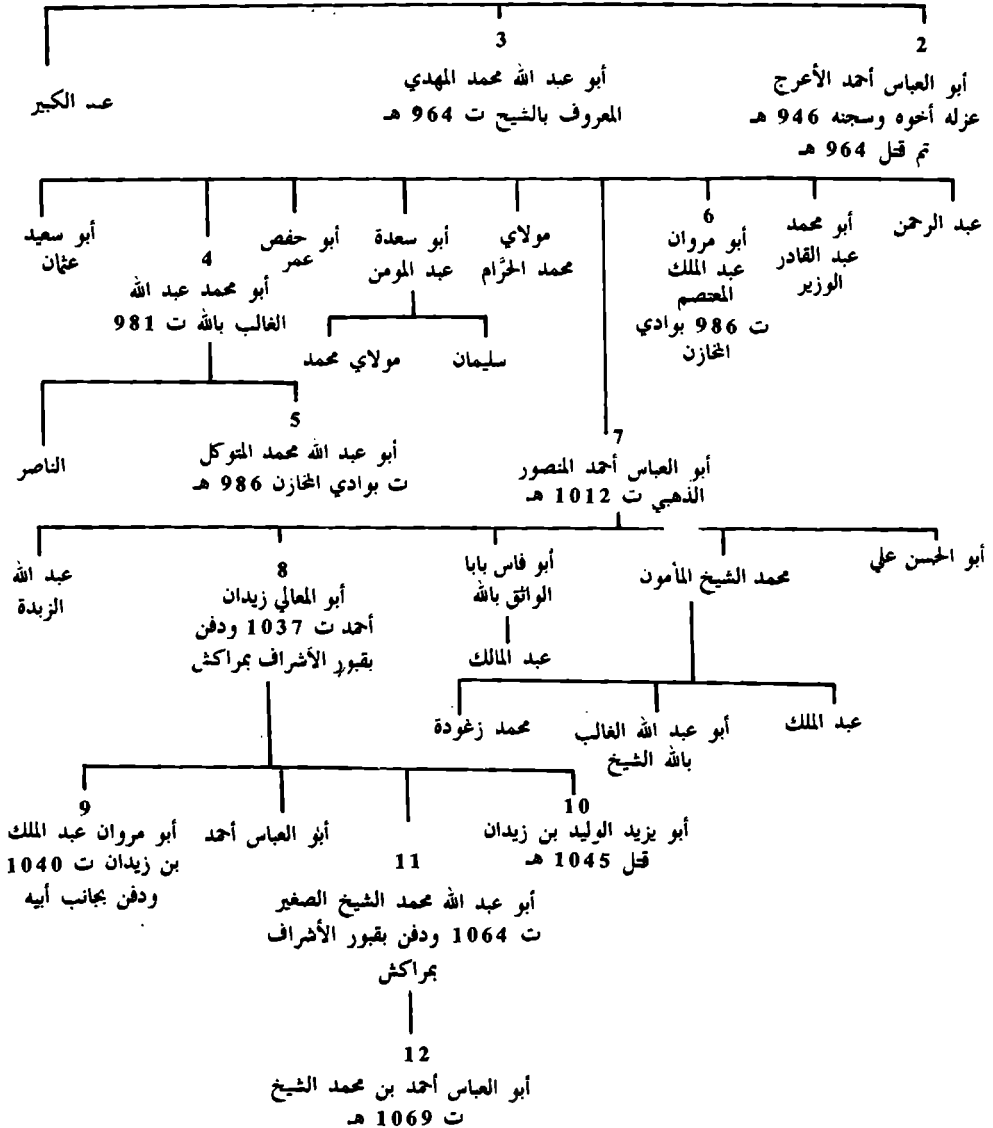 2
أبو العباس أحمد الأعرج
عزله أخوه وسجنه 946 هـ
تم قتل 964 هـ
3
أبو عبد الله محمد المهدي
المعروف بالشيح ت 964 هـ
عبد الكبير
عبد الرحمن
أبو محمد
عبد القادر
الوزير
6
أبو مروان
عبد الملك
المعتصم
ت 986 بوادي
المخازن
مولاي
محمد الحرَّام
أبو سعدة
عبد المومن
أبو حفص
عمر
4
أبو محمد عبد الله
الغالب بالله ت 981
أبو سعيد
عثمان
سليمان
مولاي محمد
5
أبو عبد الله محمد المتوكل
ت بوادي المخازن 986 هـ
الناصر
7
أبو العباس أحمد المنصور
الذهبي ت 1012 هـ
أبو الحسن علي
محمد الشيخ المأمون
أبو فاس بابا
الواثق بالله
عبد المالك
8
أبو المعالي زيدان
أحمد ت 1037 ودفن
بقبور الأشراف بمراكش
عبد الله
الزبدة
عبد الملك
أبو عبد الله الغالب
بالله الشيخ
محمد زغودة
10
أبو يزيد الوليد بن زيدان
قتل 1045 هـ
11
أبو عبد الله محمد الشيخ الصغير
ت 1064 ودفن بقبور الأشراف
بمراكش
أبو العباس أحمد
9
أبو مروان عبد الملك
بن زيدان ت 1040
ودفن بجانب أبيه
12
أبو العباس أحمد بن محمد الشيخ
ت 1069 هـ